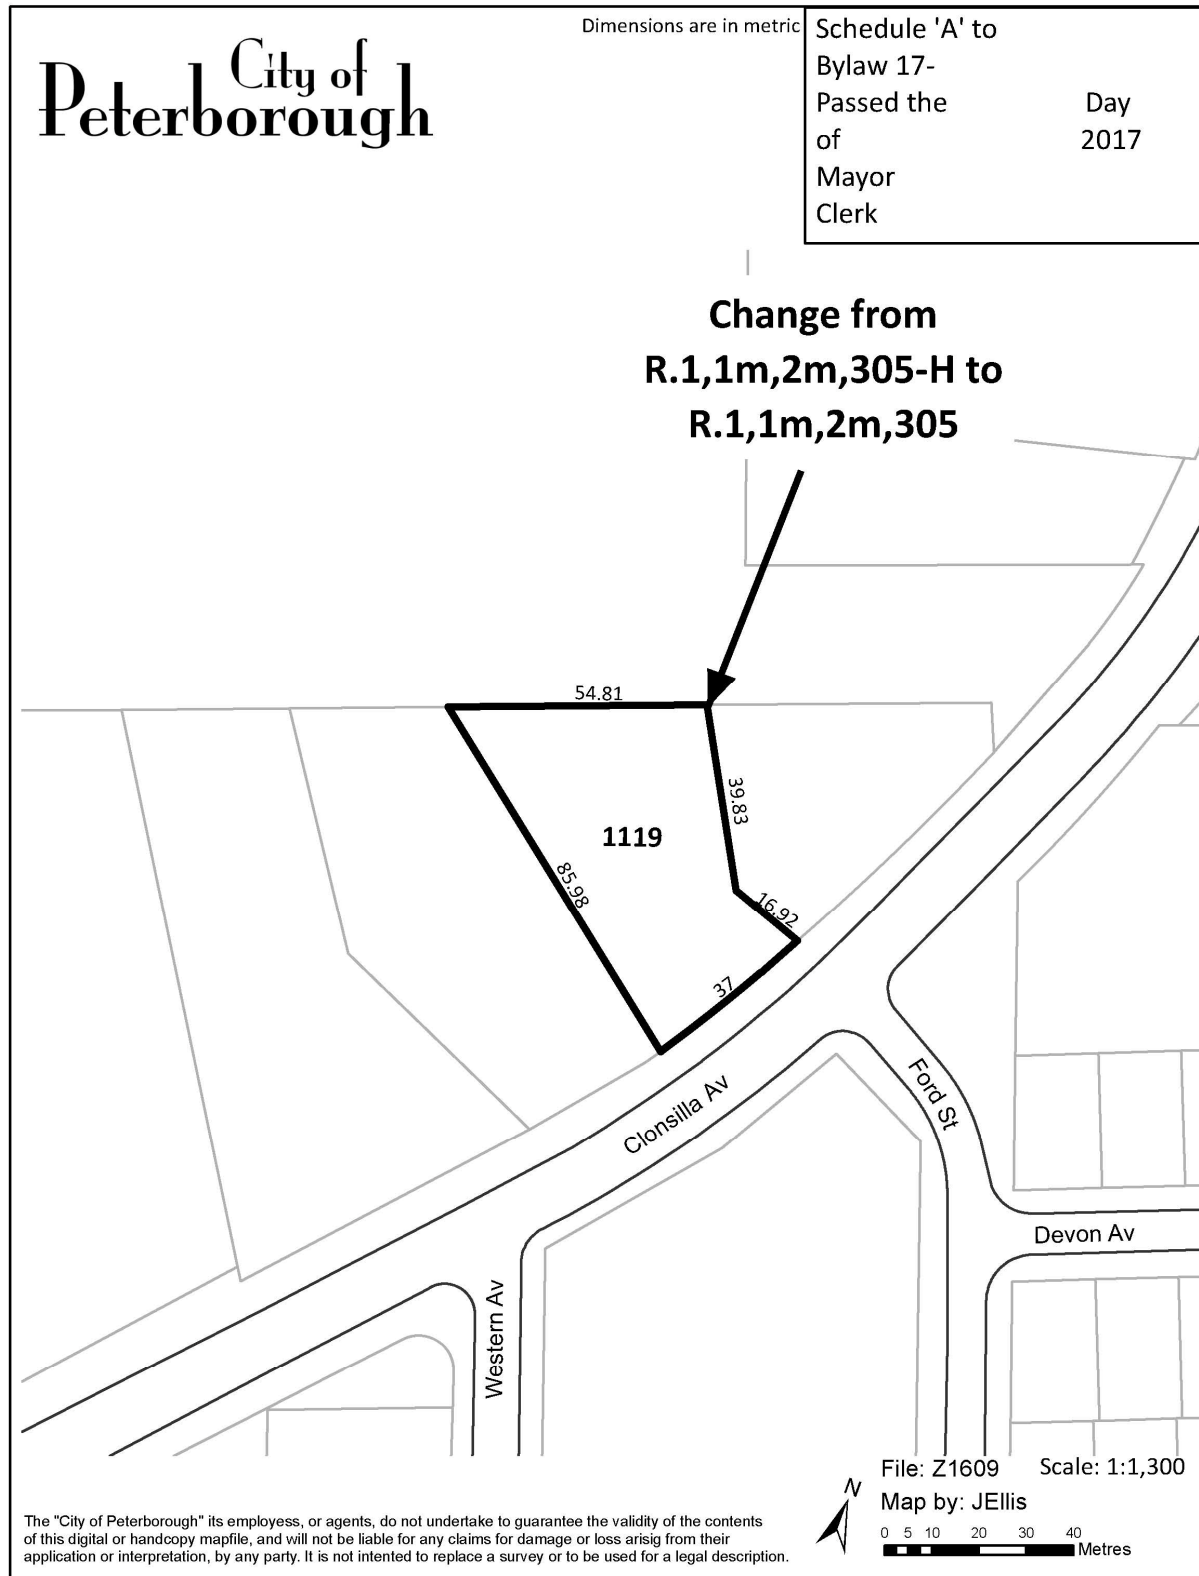 City of
Peterborough
Dimensions are in metric
Schedule 'A' to
Bylaw 17-
Passed the Day
of 2017
Mayor
Clerk
Change from
R.1,1m,2m,305-H to
R.1,1m,2m,305
54.81
39.83
1119
85.98
16.92
37
Clonsilla Av
Ford St
Devon Av
Western Av
File: Z1609 Scale: 1:1,300
N
Map by: JEllis
0 5 10 20 30 40
Metres
The "City of Peterborough" its employess, or agents, do not undertake to guarantee the validity of the contents
of this digital or handcopy mapfile, and will not be liable for any claims for damage or loss arisig from their
application or interpretation, by any party. It is not intented to replace a survey or to be used for a legal description.